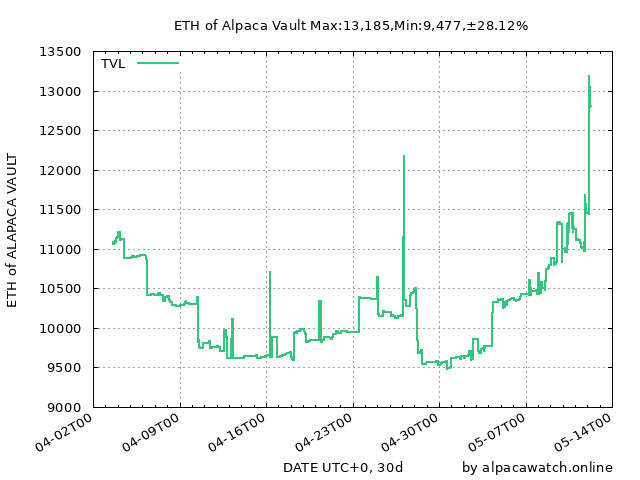 ETH of Alpaca Vault Max:13,185,Min:9,477,±28.12%
TVL
13500
13000
12500
12000
11500
11000
10500
10000
9500
9000
ETH of ALAPACA VAULT
04-02T00
04-09T00
04-16T00
04-23T00
04-30T00
05-07T00
05-14T00
DATE UTC+0, 30d
by alpacawatch.online